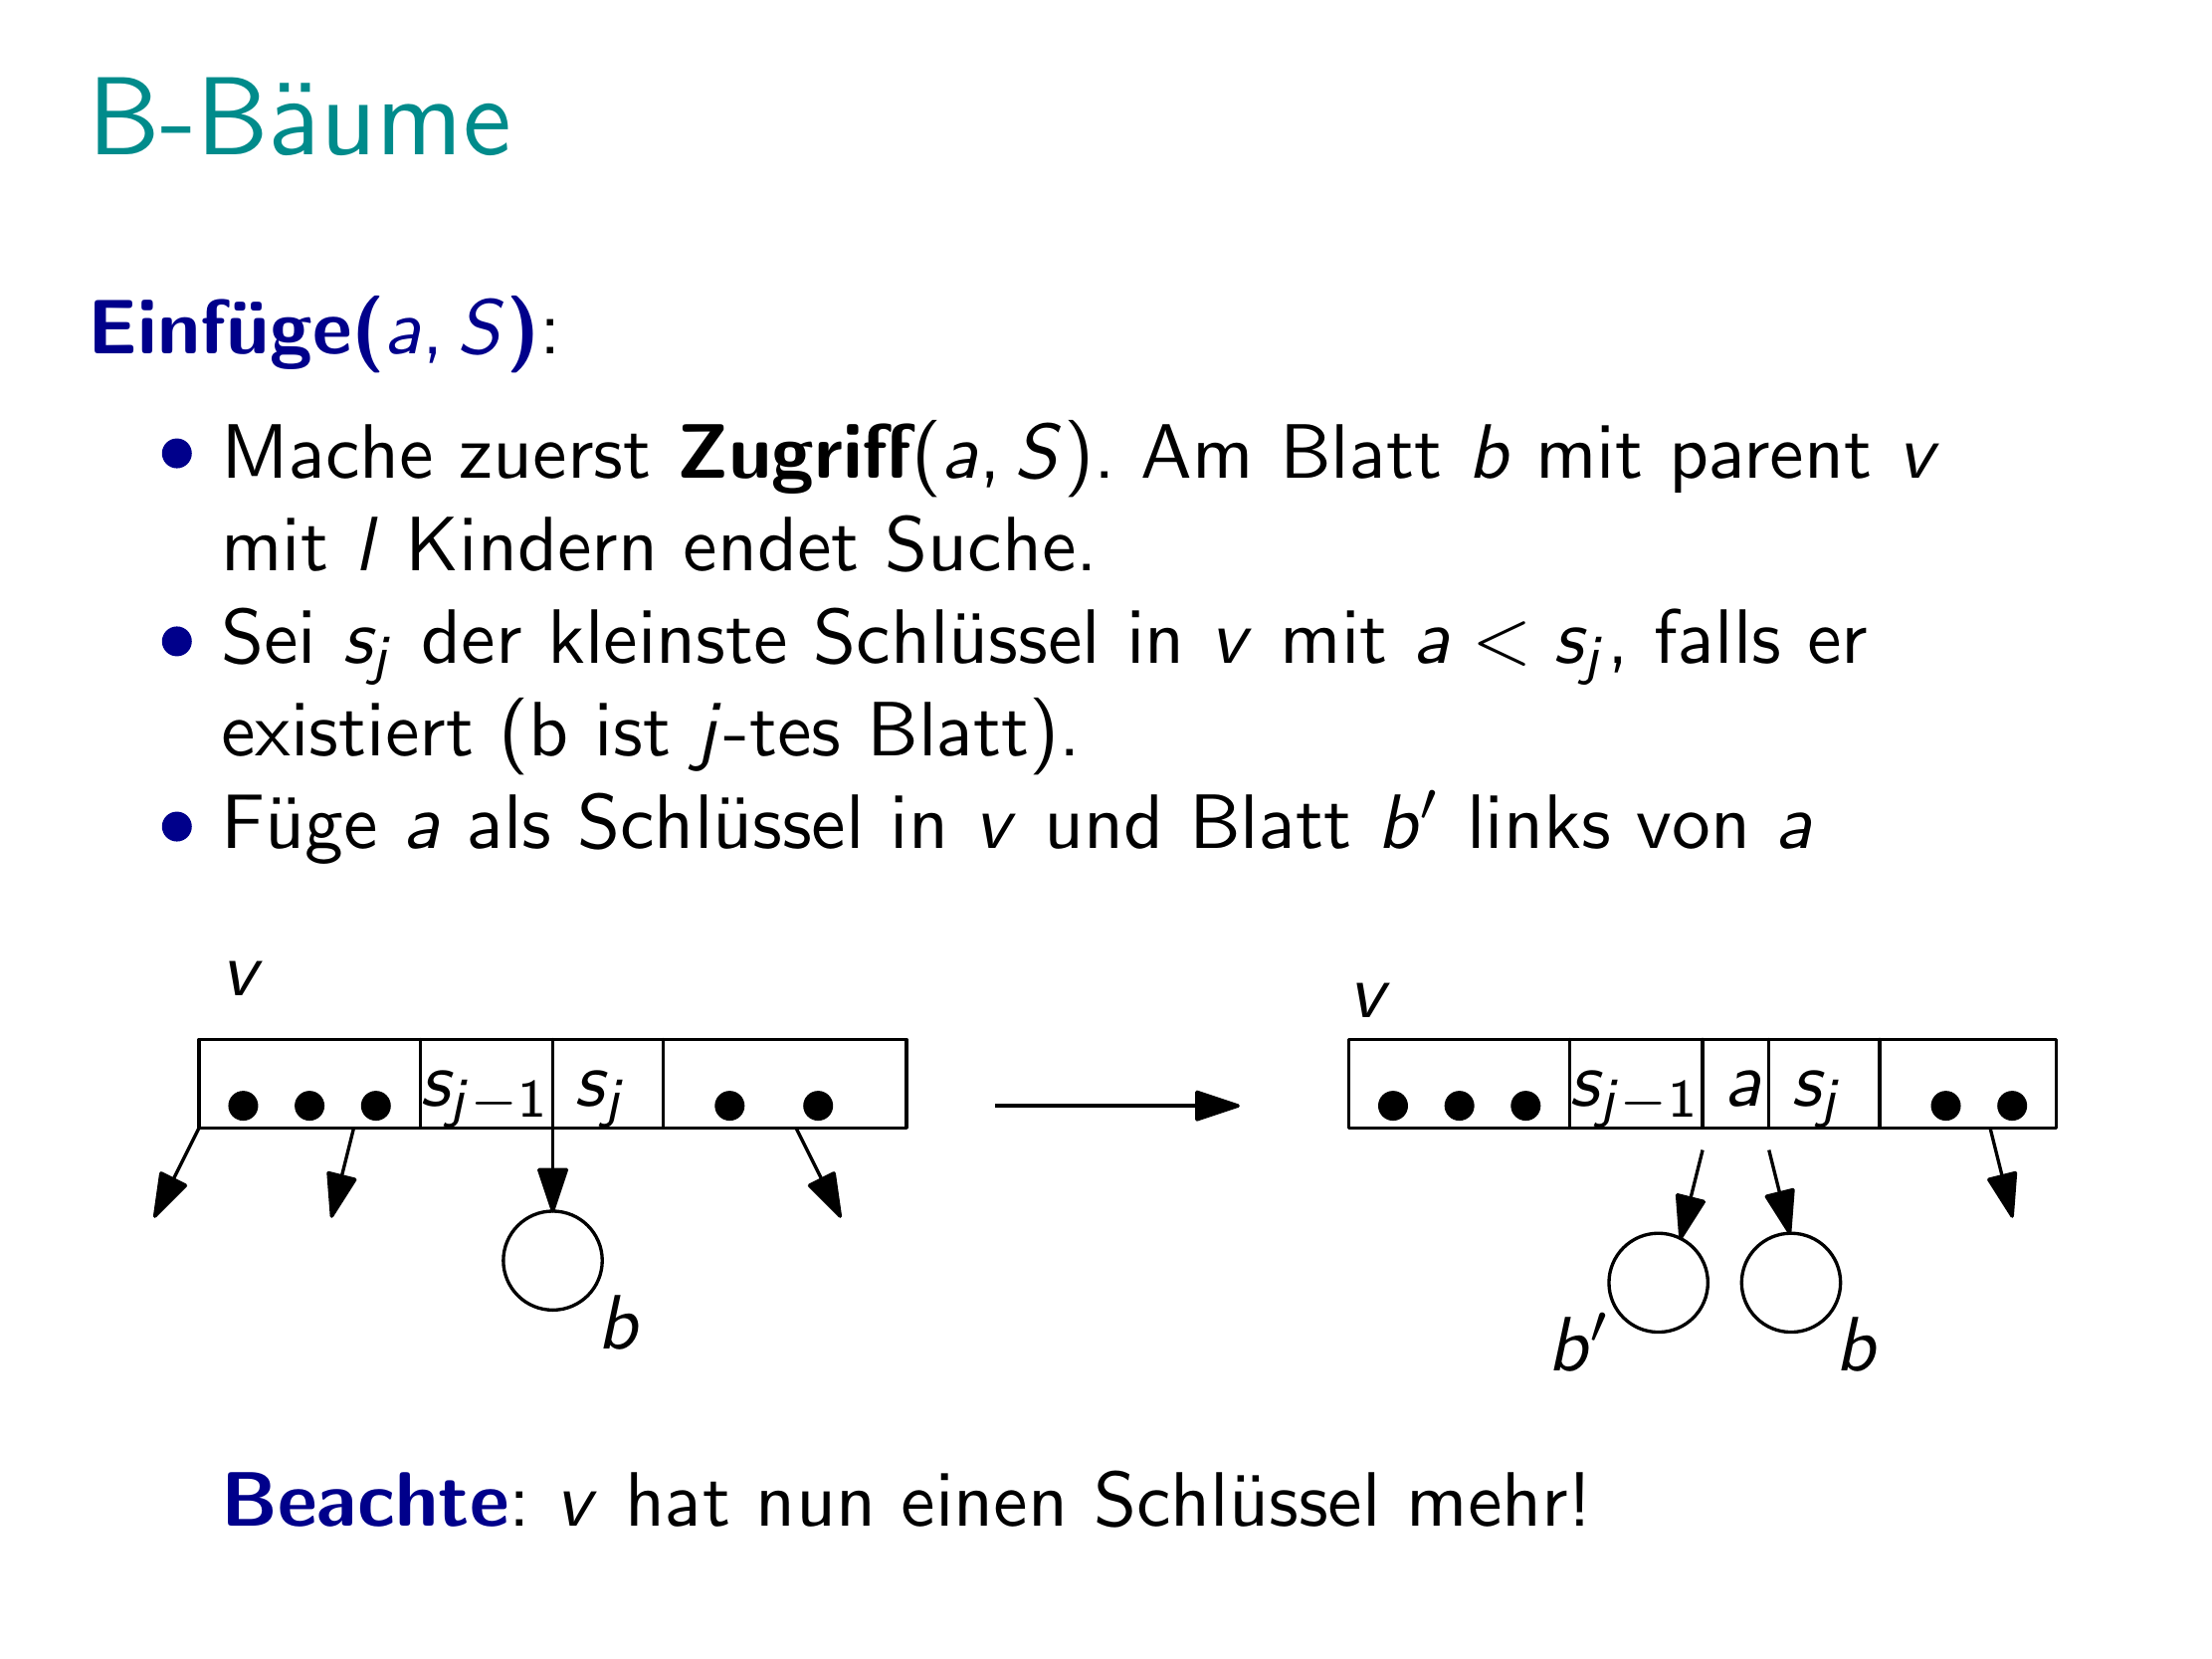 B-Bäume
Einfüge(a, S):
• Mache zuerst Zugriff(a, S). Am Blatt b mit parent v
mit l Kindern endet Suche.
• Sei s_j der kleinste Schlüssel in v mit a < s_j, falls er
existiert (b ist j-tes Blatt).
• Füge a als Schlüssel in v und Blatt b′ links von a
v
s_{j−1} s_j
b
v
s_{j−1} a s_j
b′ b
Beachte: v hat nun einen Schlüssel mehr!